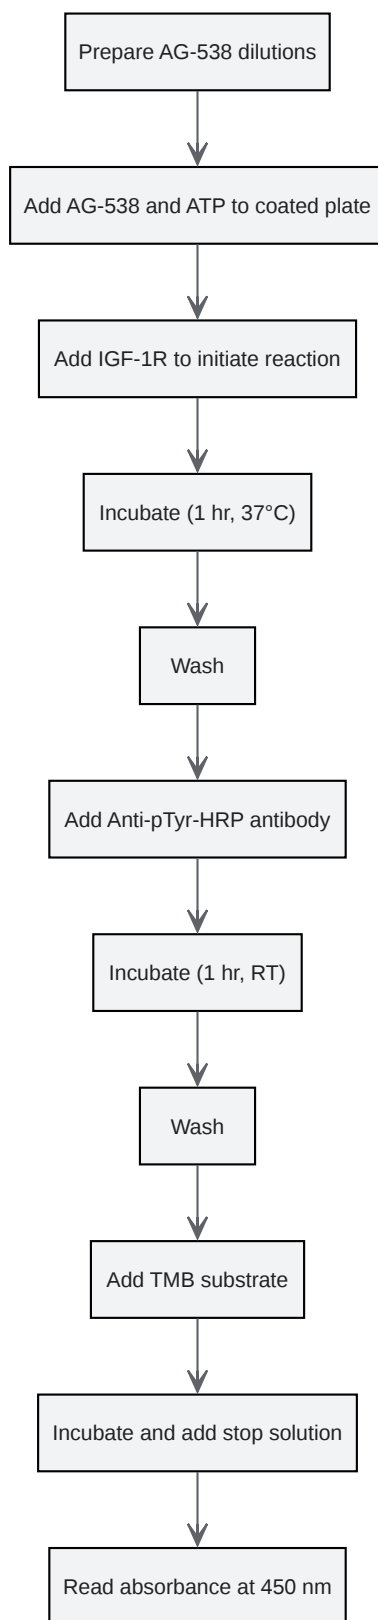 Prepare AG-538 dilutions
Add AG-538 and ATP to coated plate
Add IGF-1R to initiate reaction
Incubate (1 hr, 37°C)
Wash
Add Anti-pTyr-HRP antibody
Incubate (1 hr, RT)
Wash
Add TMB substrate
Incubate and add stop solution
Read absorbance at 450 nm